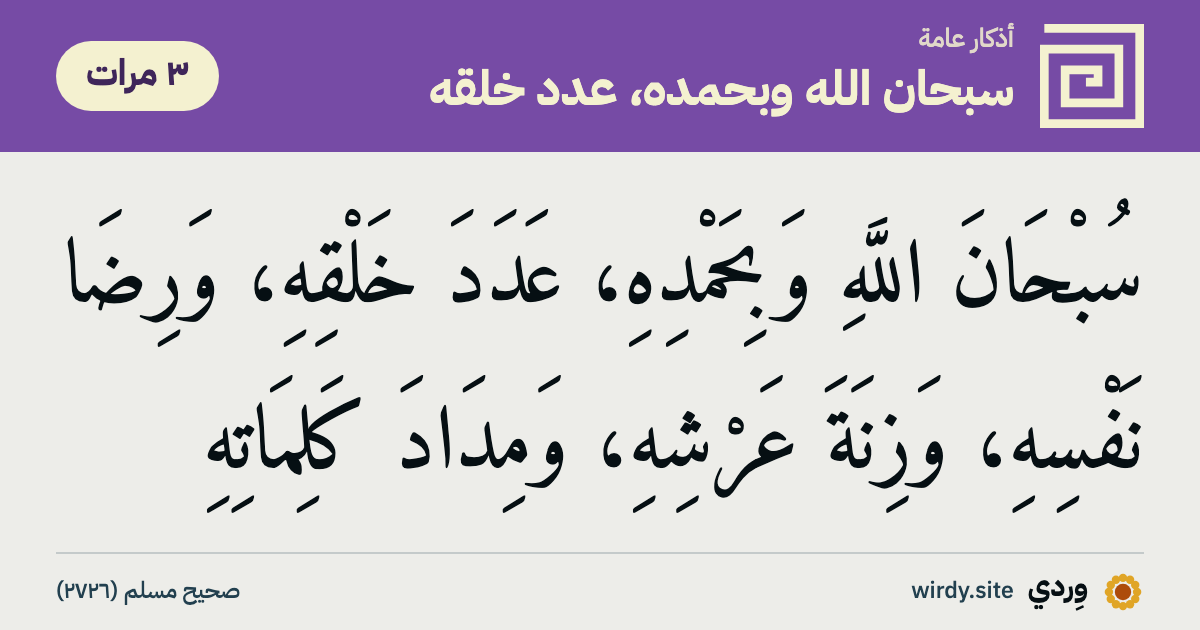 أذكار عامة
سبحان الله وبحمده، عدد خلقه
٣ مرات
سُبْحَانَ اللَّهِ وَبِحَمْدِهِ، عَدَدَ خَلْقِهِ، وَرِضَا
نَفْسِهِ، وَزِنَةَ عَرْشِهِ، وَمِدَادَ كَلِمَاتِهِ
وِردي wirdy.site
صحيح مسلم (٢٧٢٦)